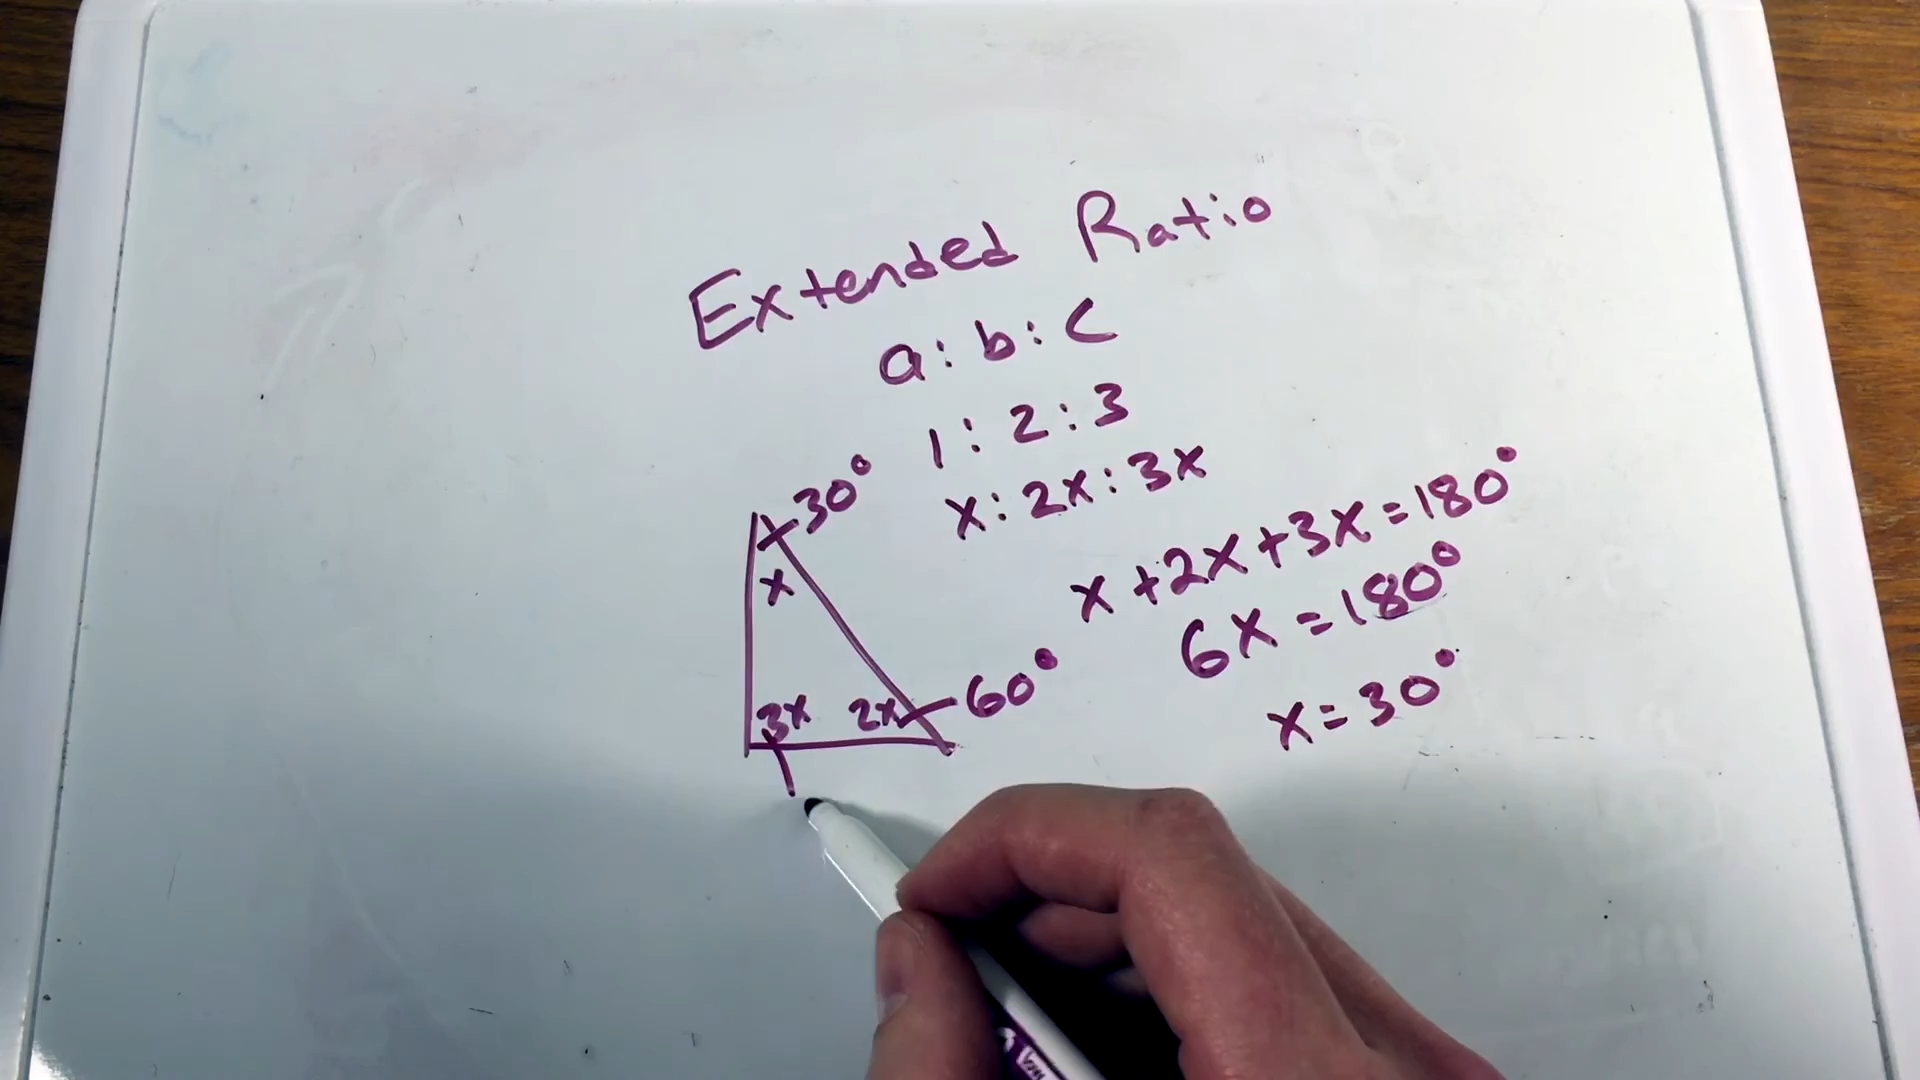 Extended Ratio
a:b:c
1:2:3
x:2x:3x
30°
x
3x 2x
60°
x+2x+3x=180°
6x=180°
x=30°